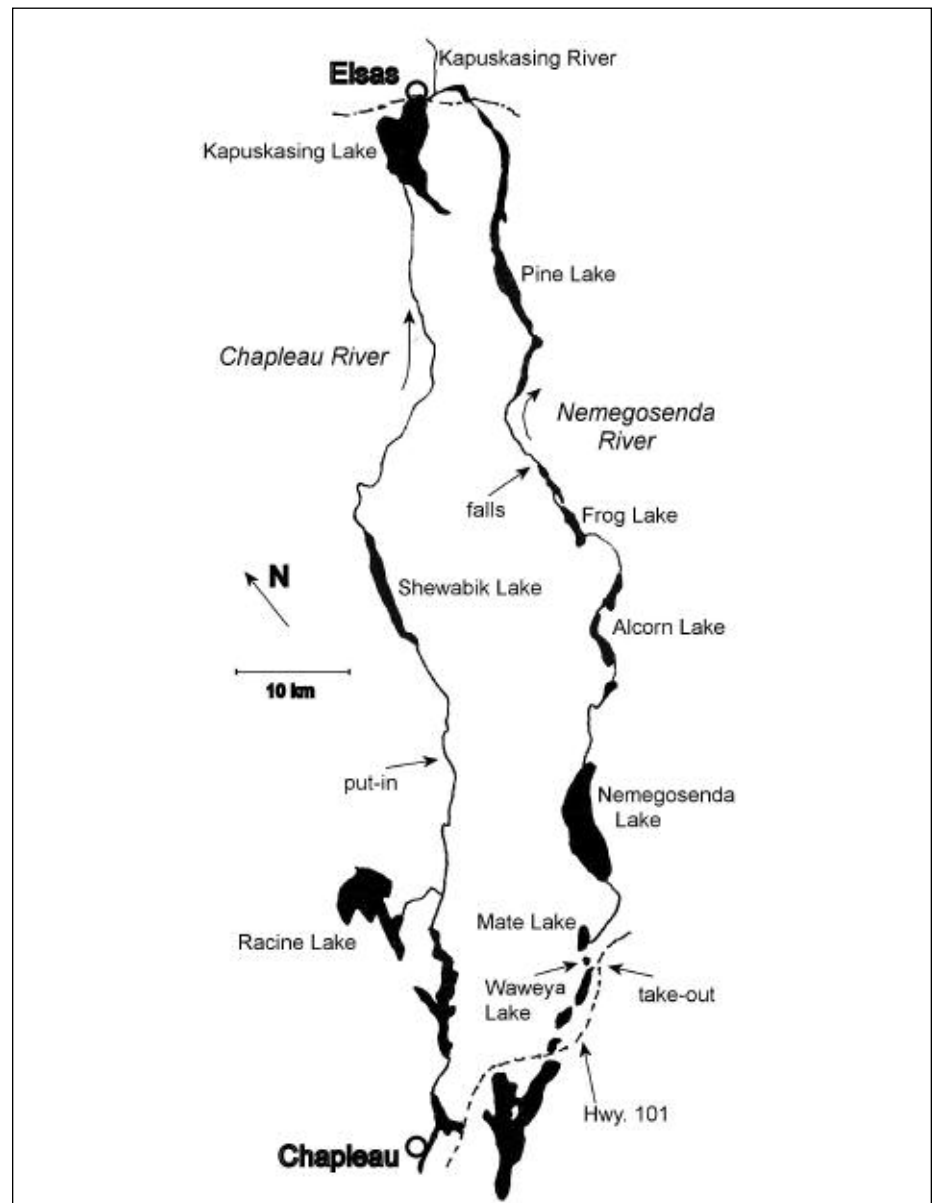 Kapuskasing River
Elsas
Kapuskasing Lake
Pine Lake
Chapleau River
Nemegosenda
River
falls
Frog Lake
N
Shewabik Lake
Alcorn Lake
10 km
put-in
Nemegosenda
Lake
Mate Lake
Racine Lake
Waweya
Lake
take-out
Hwy. 101
Chapleau